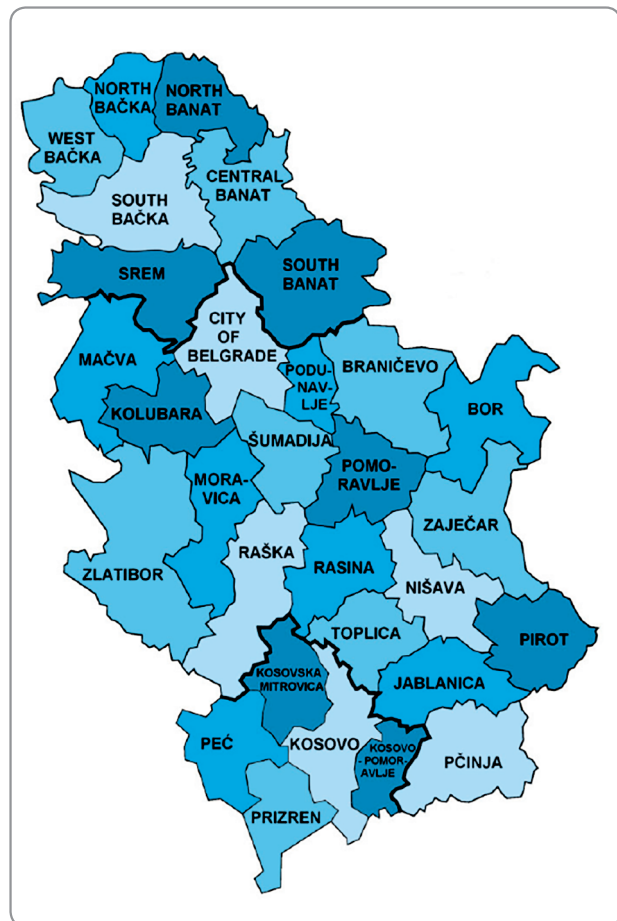 NORTH
BAČKA
NORTH
BANAT
WEST
BAČKA
CENTRAL
BANAT
SOUTH
BAČKA
SREM
SOUTH
BANAT
CITY
OF
BELGRADE
MAČVA
PODU-
NAV-
LJE
BRANIČEVO
KOLUBARA
BOR
ŠUMADIJA
MORA-
VICA
POMO-
RAVLJE
ZAJEČAR
RAŠKA
RASINA
ZLATIBOR
NIŠAVA
TOPLICA
PIROT
KOSOVSKA
MITROVICA
JABLANICA
PEĆ
KOSOVO
KOSOVO
- POMOR-
AVLJE
PČINJA
PRIZREN